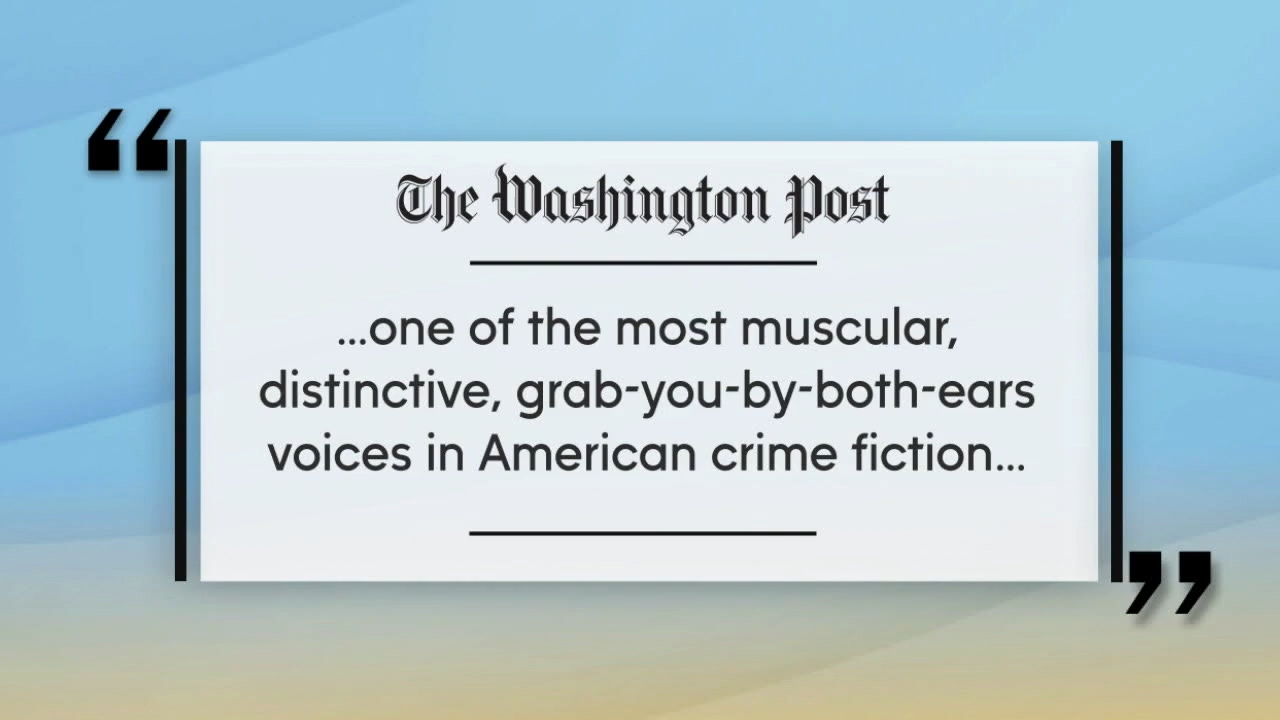 “
The Washington Post
...one of the most muscular,
distinctive, grab-you-by-both-ears
voices in American crime fiction...
”